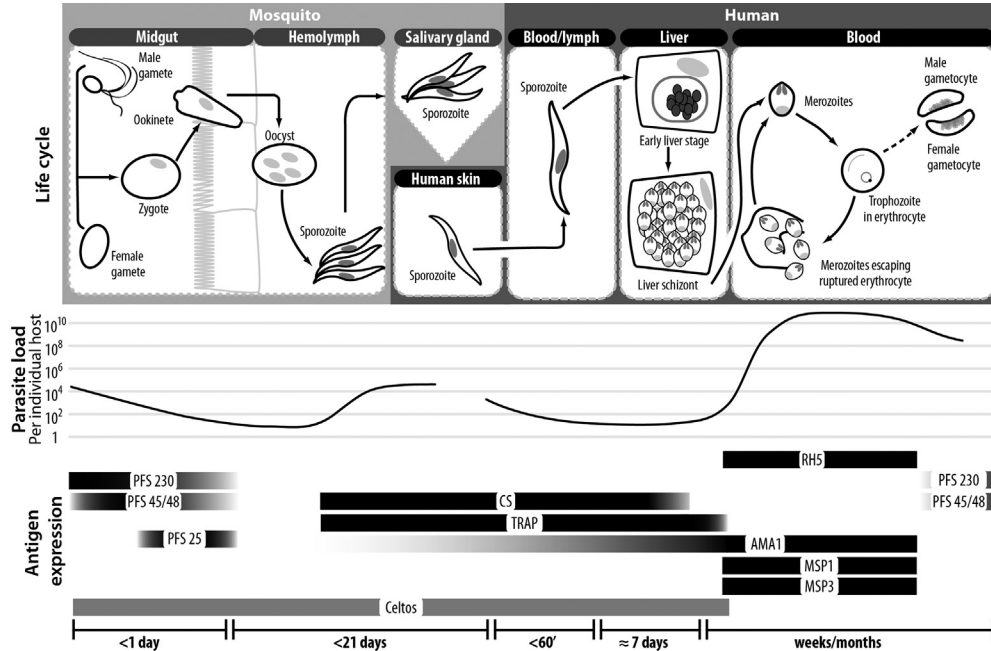 Mosquito
Human
Midgut
Hemolymph
Salivary gland
Blood/lymph
Liver
Blood
Life cycle
Male
gamete
Ookinete
Zygote
Female
gamete
Oocyst
Sporozoite
Sporozoite
Human skin
Sporozoite
Sporozoite
Early liver stage
Liver schizont
Merozoites
Male
gametocyte
Female
gametocyte
Trophozoite
in erythrocyte
Merozoites escaping
ruptured erythrocyte
Parasite load
Per individual host
10¹⁰
10⁸
10⁶
10⁴
10²
1
Antigen
expression
RH5
PFS 230
PFS 230
PFS 45/48
CS
PFS 45/48
TRAP
PFS 25
AMA1
MSP1
MSP3
Celtos
<1 day
<21 days
<60′
≈ 7 days
weeks/months